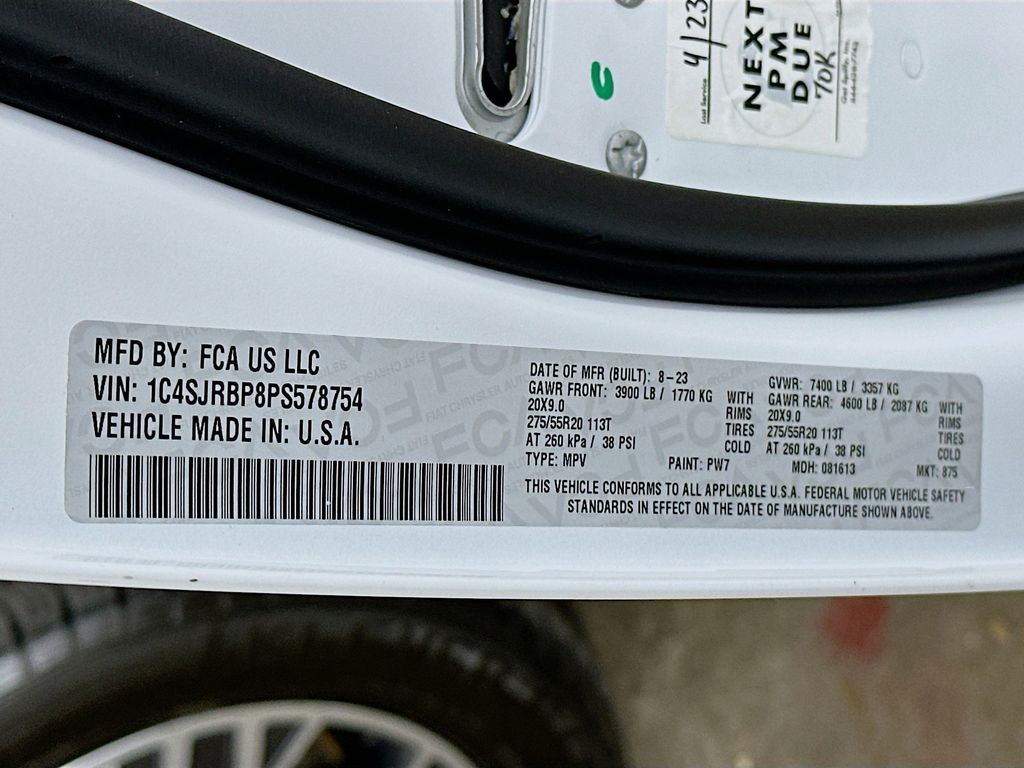 Last Service
4/23
NEXT
PM
DUE
70K
MFD BY: FCA US LLC
VIN: 1C4SJRBP8PS578754
VEHICLE MADE IN: U.S.A.
DATE OF MFR (BUILT): 8-23
GAWR FRONT: 3900 LB / 1770 KG WITH
20X9.0 RIMS
275/55R20 113T TIRES
AT 260 kPa / 38 PSI COLD
TYPE: MPV PAINT: PW7
GVWR: 7400 LB / 3357 KG
GAWR REAR: 4600 LB / 2087 KG WITH
20X9.0 RIMS
275/55R20 113T TIRES
AT 260 kPa / 38 PSI COLD
MDH: 081613 MKT: 875
THIS VEHICLE CONFORMS TO ALL APPLICABLE U.S.A. FEDERAL MOTOR VEHICLE SAFETY
STANDARDS IN EFFECT ON THE DATE OF MANUFACTURE SHOWN ABOVE.